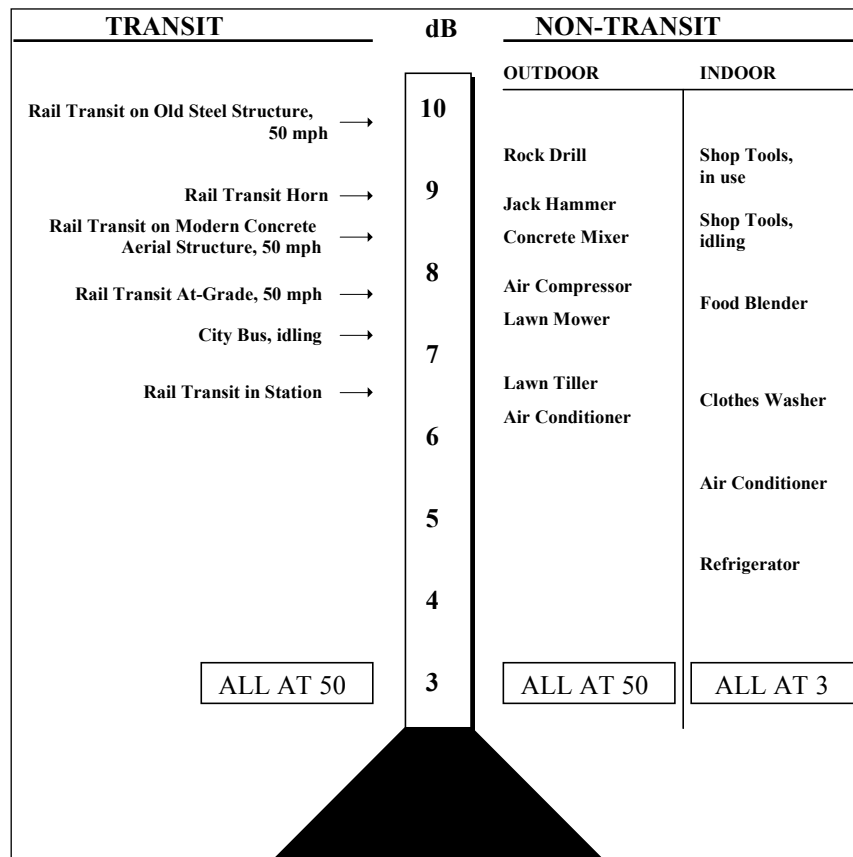 TRANSIT
dB
NON-TRANSIT
OUTDOOR
INDOOR
Rail Transit on Old Steel Structure,
50 mph
Rail Transit Horn
Rail Transit on Modern Concrete
Aerial Structure, 50 mph
Rail Transit At-Grade, 50 mph
City Bus, idling
Rail Transit in Station
ALL AT 50
10
9
8
7
6
5
4
3
Rock Drill
Jack Hammer
Concrete Mixer
Air Compressor
Lawn Mower
Lawn Tiller
Air Conditioner
ALL AT 50
Shop Tools,
in use
Shop Tools,
idling
Food Blender
Clothes Washer
Air Conditioner
Refrigerator
ALL AT 3